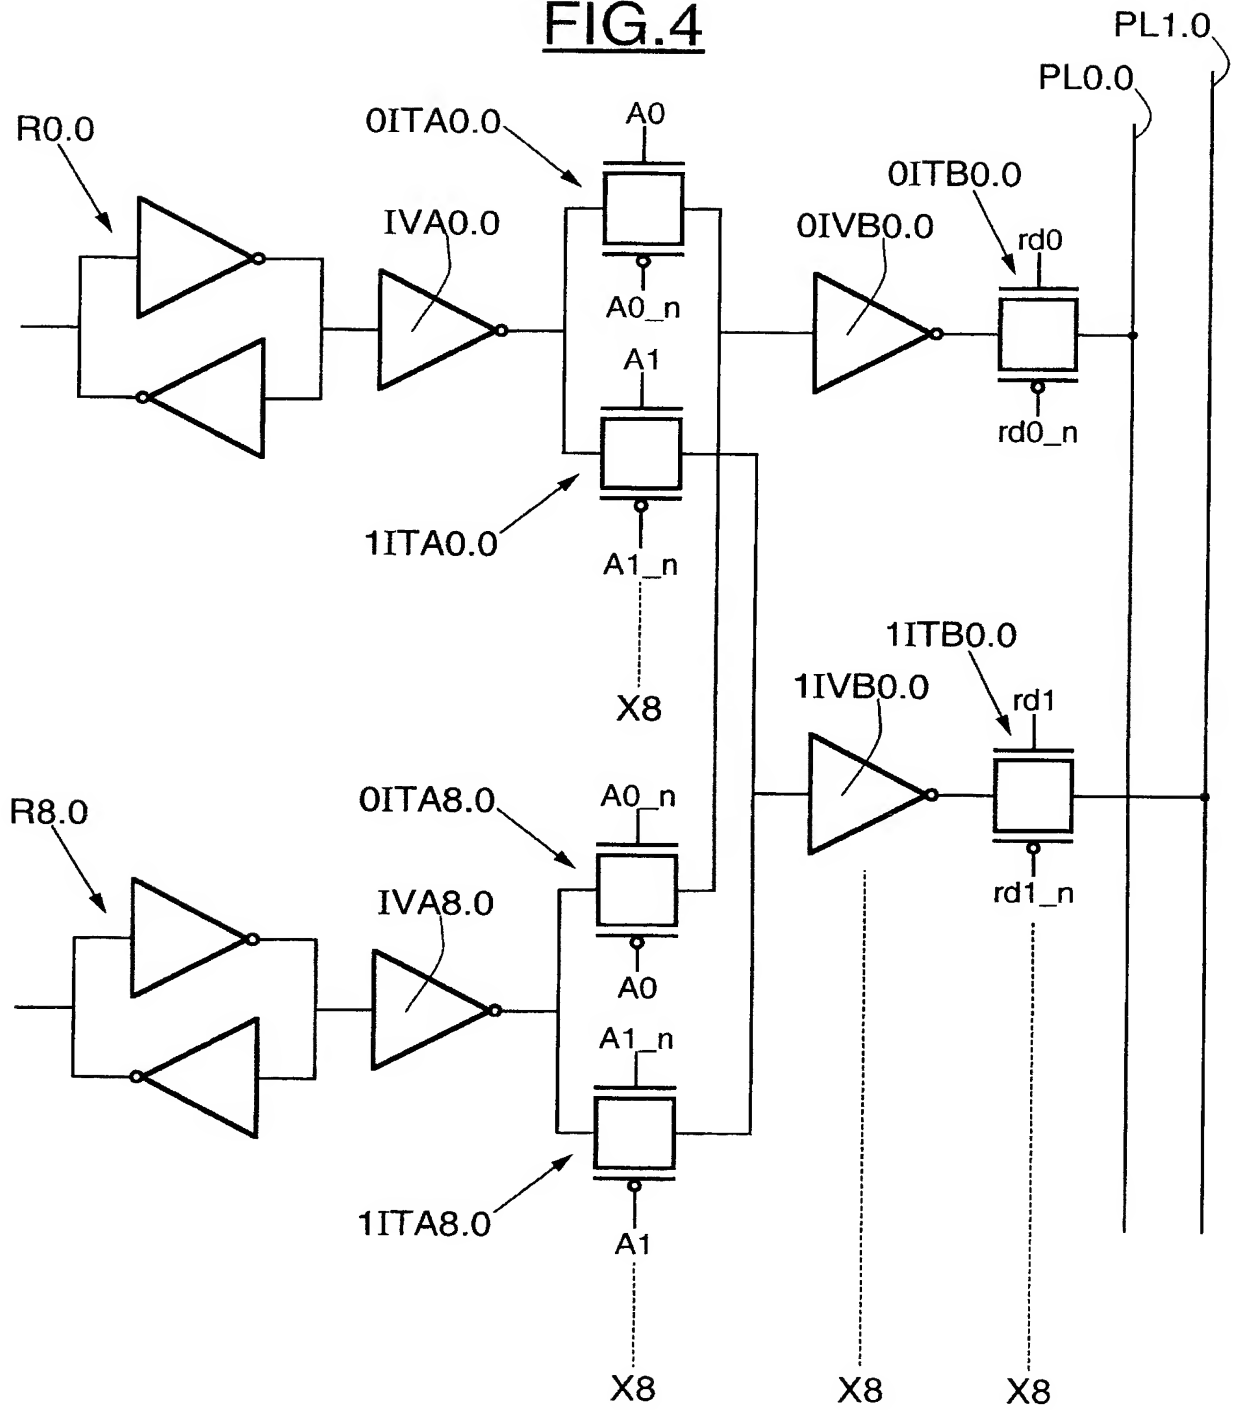 FIG.4
PL1.0
PL0.0
A0
0ITA0.0
R0.0
0ITB0.0
IVA0.0
0IVB0.0
rd0
A0_n
A1
rd0_n
1ITA0.0
A1_n
1ITB0.0
1IVB0.0
rd1
X8
A0_n
0ITA8.0
R8.0
rd1_n
IVA8.0
A0
A1_n
1ITA8.0
A1
X8
X8
X8